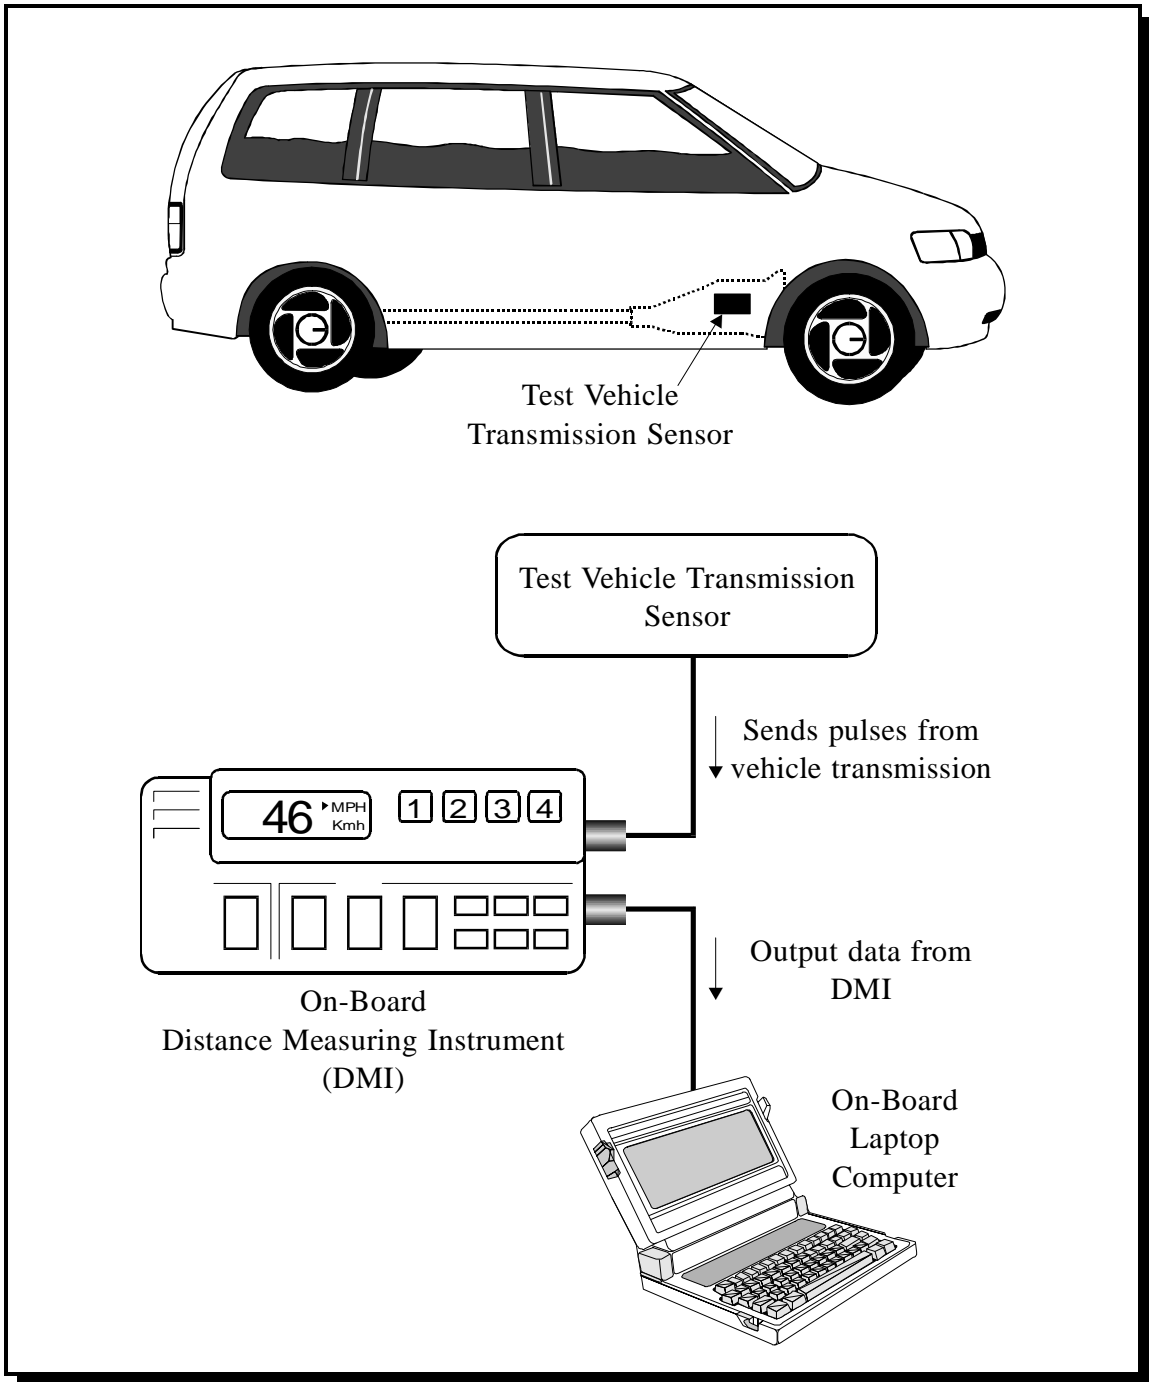 Test Vehicle
Transmission Sensor
Test Vehicle Transmission
Sensor
Sends pulses from
vehicle transmission
46 MPH
Kmh
1 2 3 4
Output data from
DMI
On-Board
Distance Measuring Instrument
(DMI)
On-Board
Laptop
Computer